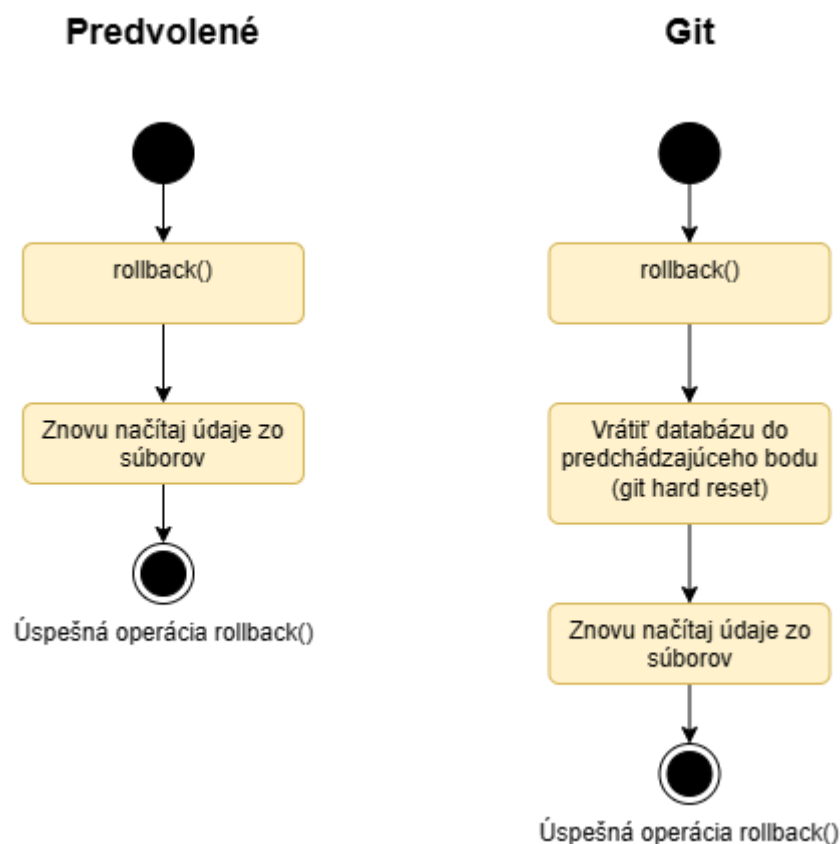 Predvolené
rollback()
Znovu načítaj údaje zo
súborov
Úspešná operácia rollback()
Git
rollback()
Vrátiť databázu do
predchádzajúceho bodu
(git hard reset)
Znovu načítaj údaje zo
súborov
Úspešná operácia rollback()